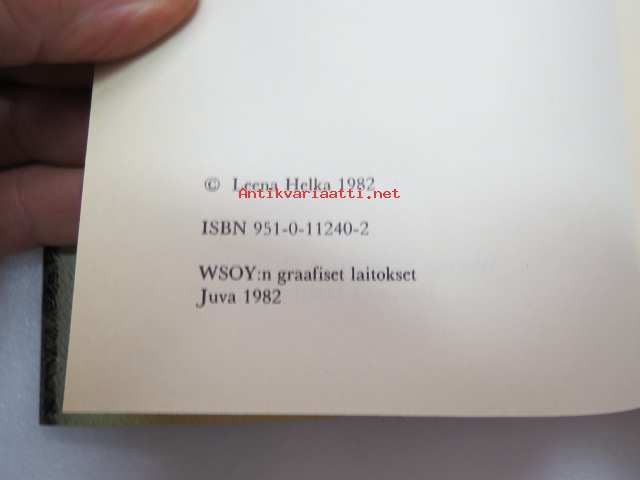 © Leena Helka 1982
Antikvariaatti.net
ISBN 951-0-11240-2
WSOY:n graafiset laitokset
Juva 1982